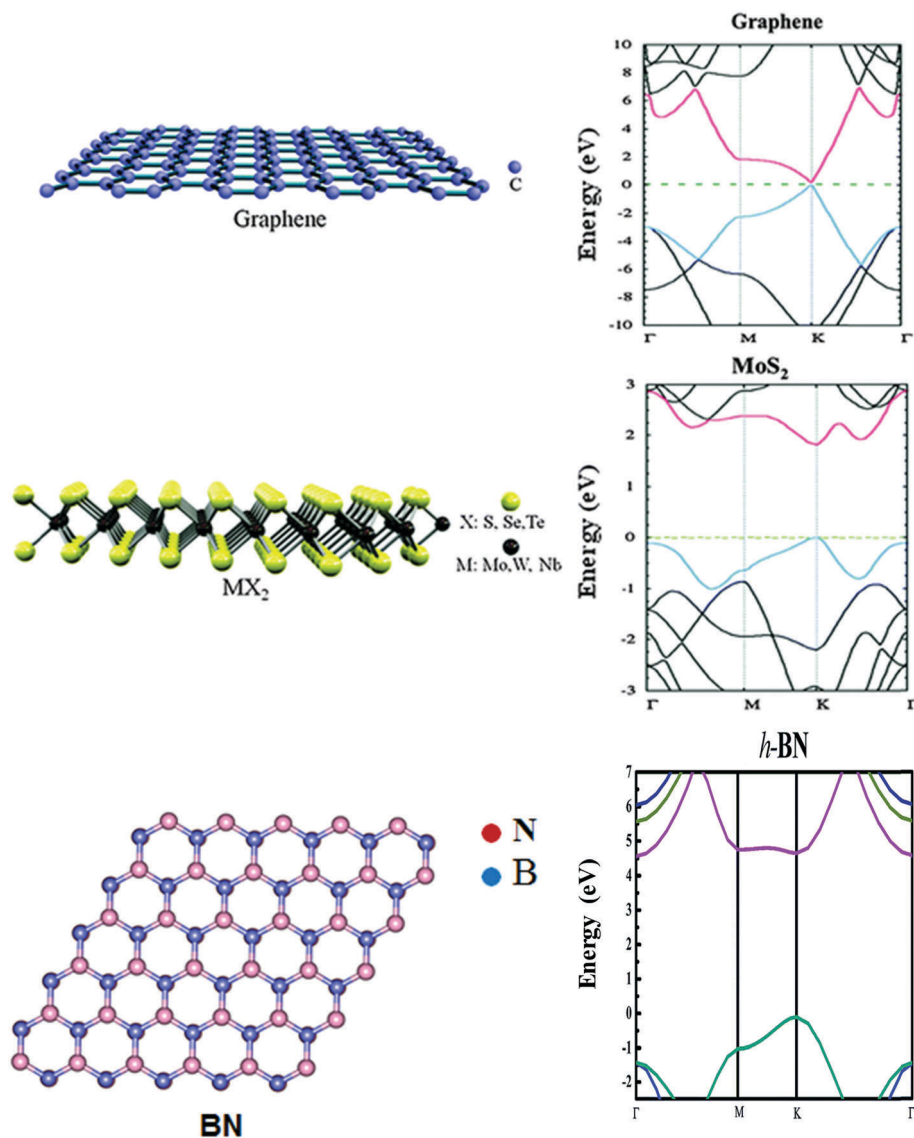 Graphene
10
8
6
4
2
0
-2
-4
-6
-8
-10
Energy (eV)
Γ M K Γ
C
Graphene
MoS2
3
2
1
0
-1
-2
-3
Energy (eV)
Γ M K Γ
X: S, Se,Te
M: Mo,W, Nb
MX2
h-BN
7
6
5
4
3
2
1
0
-1
-2
Energy (eV)
Γ M K Γ
N
B
BN